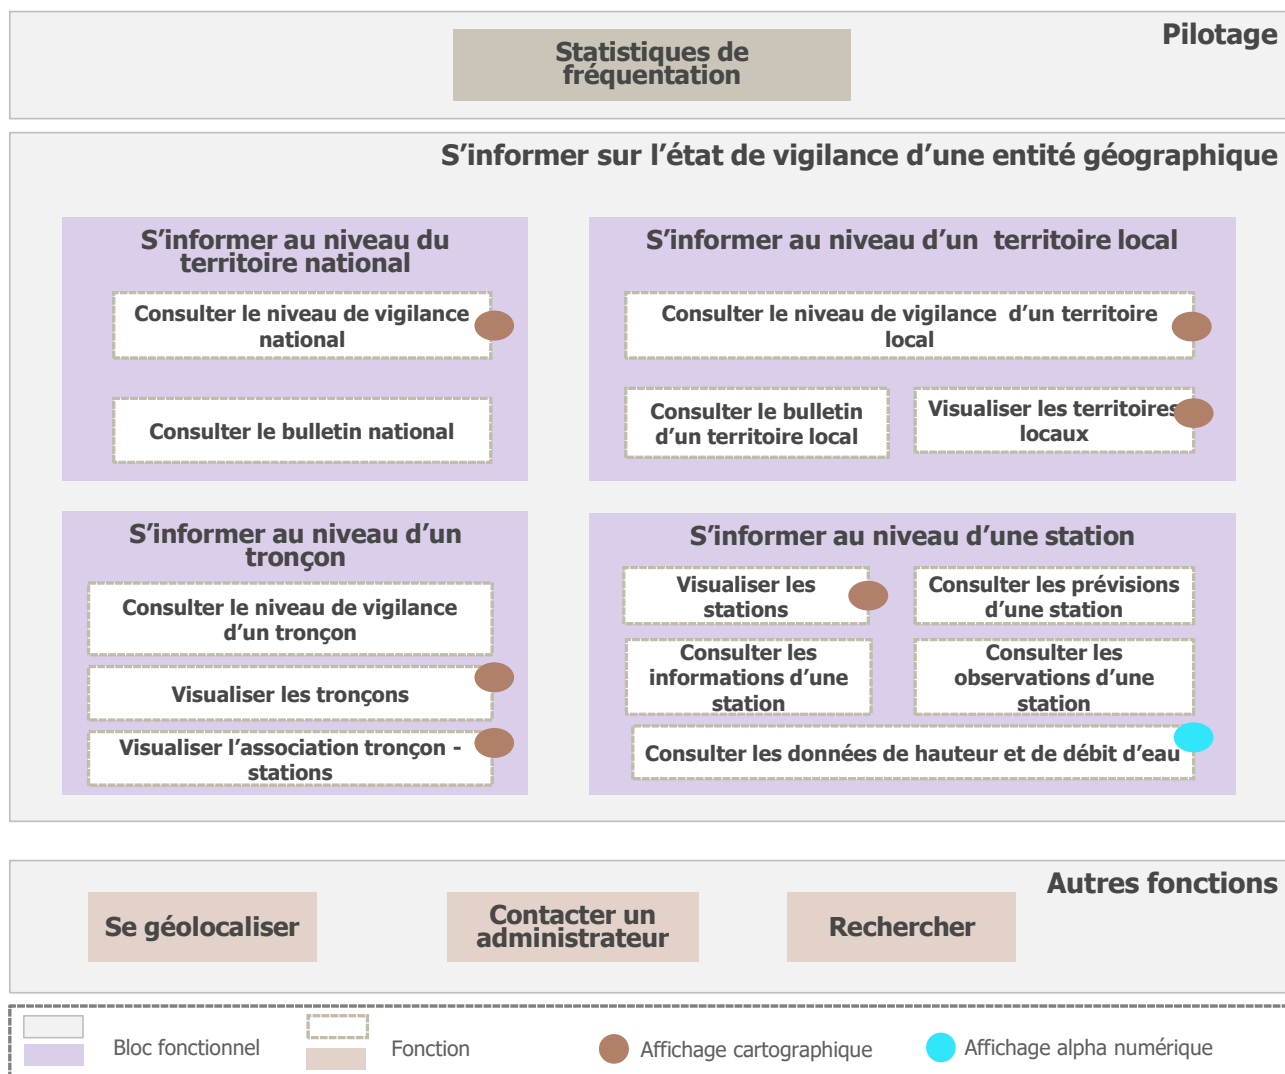 Pilotage
Statistiques de
fréquentation
S’informer sur l’état de vigilance d’une entité géographique
S’informer au niveau du
territoire national
Consulter le niveau de vigilance
national
Consulter le bulletin national
S’informer au niveau d’un territoire local
Consulter le niveau de vigilance d’un territoire
local
Consulter le bulletin
d’un territoire local
Visualiser les territoires
locaux
S’informer au niveau d’un
tronçon
Consulter le niveau de vigilance
d’un tronçon
Visualiser les tronçons
Visualiser l’association tronçon -
stations
S’informer au niveau d’une station
Visualiser les
stations
Consulter les prévisions
d’une station
Consulter les
informations d’une
station
Consulter les
observations d’une
station
Consulter les données de hauteur et de débit d’eau
Autres fonctions
Se géolocaliser
Contacter un
administrateur
Rechercher
Bloc fonctionnel
Fonction
Affichage cartographique
Affichage alpha numérique